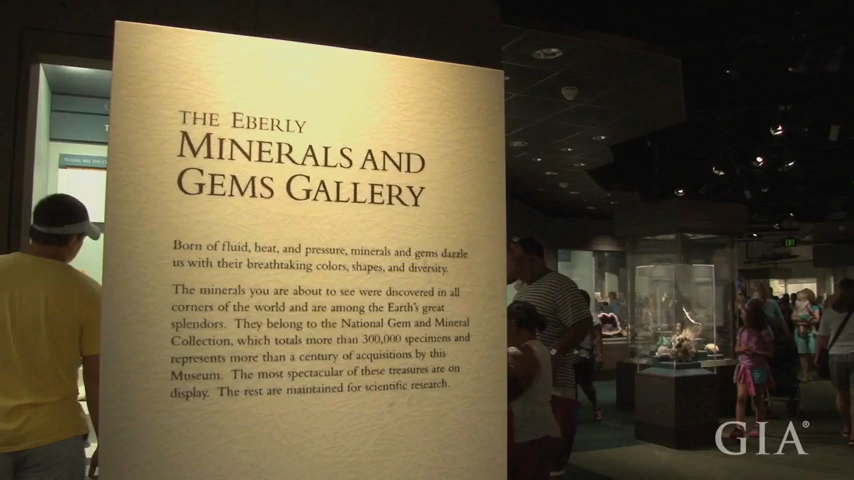 THE EBERLY
MINERALS AND
GEMS GALLERY
Born of fluid, heat, and pressure, minerals and gems dazzle
us with their breathtaking colors, shapes, and diversity.
The minerals you are about to see were discovered in all
corners of the world and are among the Earth's great
splendors. They belong to the National Gem and Mineral
Collection, which totals more than 300,000 specimens and
represents more than a century of acquisitions by this
Museum. The most spectacular of these treasures are on
display. The rest are maintained for scientific research.
GIA®